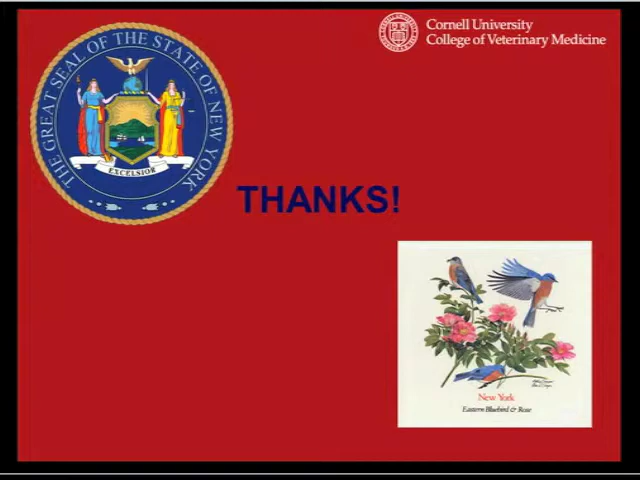 THE GREAT SEAL OF THE STATE OF NEW YORK
EXCELSIOR
Cornell University
College of Veterinary Medicine
THANKS!
New York
Eastern Bluebird & Rose